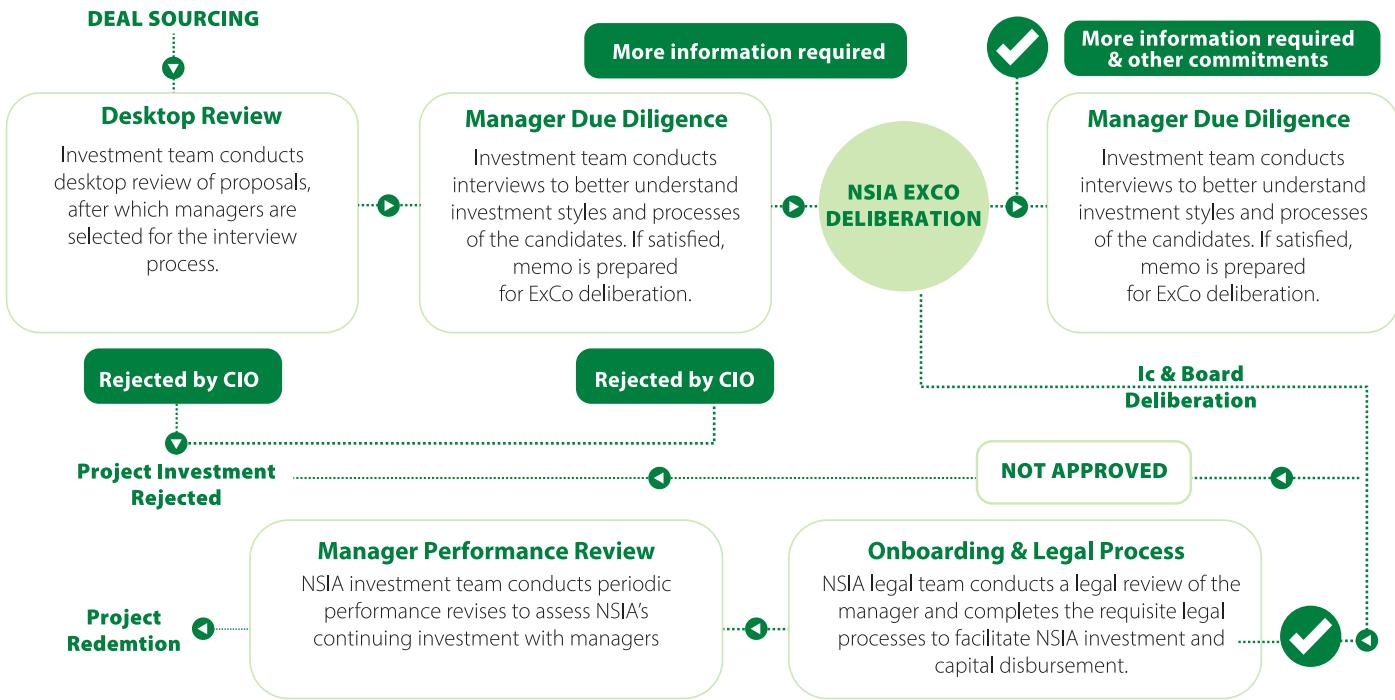 DEAL SOURCING
More information required
More information required
& other commitments
Desktop Review
Investment team conducts
desktop review of proposals,
after which managers are
selected for the interview
process.
Manager Due Diligence
Investment team conducts
interviews to better understand
investment styles and processes
of the candidates. If satisfied,
memo is prepared
for ExCo deliberation.
NSIA EXCO
DELIBERATION
Manager Due Diligence
Investment team conducts
interviews to better understand
investment styles and processes
of the candidates. If satisfied,
memo is prepared
for ExCo deliberation.
Rejected by CIO
Rejected by CIO
Ic & Board
Deliberation
Project Investment
Rejected
NOT APPROVED
Manager Performance Review
NSIA investment team conducts periodic
performance revises to assess NSIA’s
continuing investment with managers
Onboarding & Legal Process
NSIA legal team conducts a legal review of the
manager and completes the requisite legal
processes to facilitate NSIA investment and
capital disbursement.
Project
Redemtion